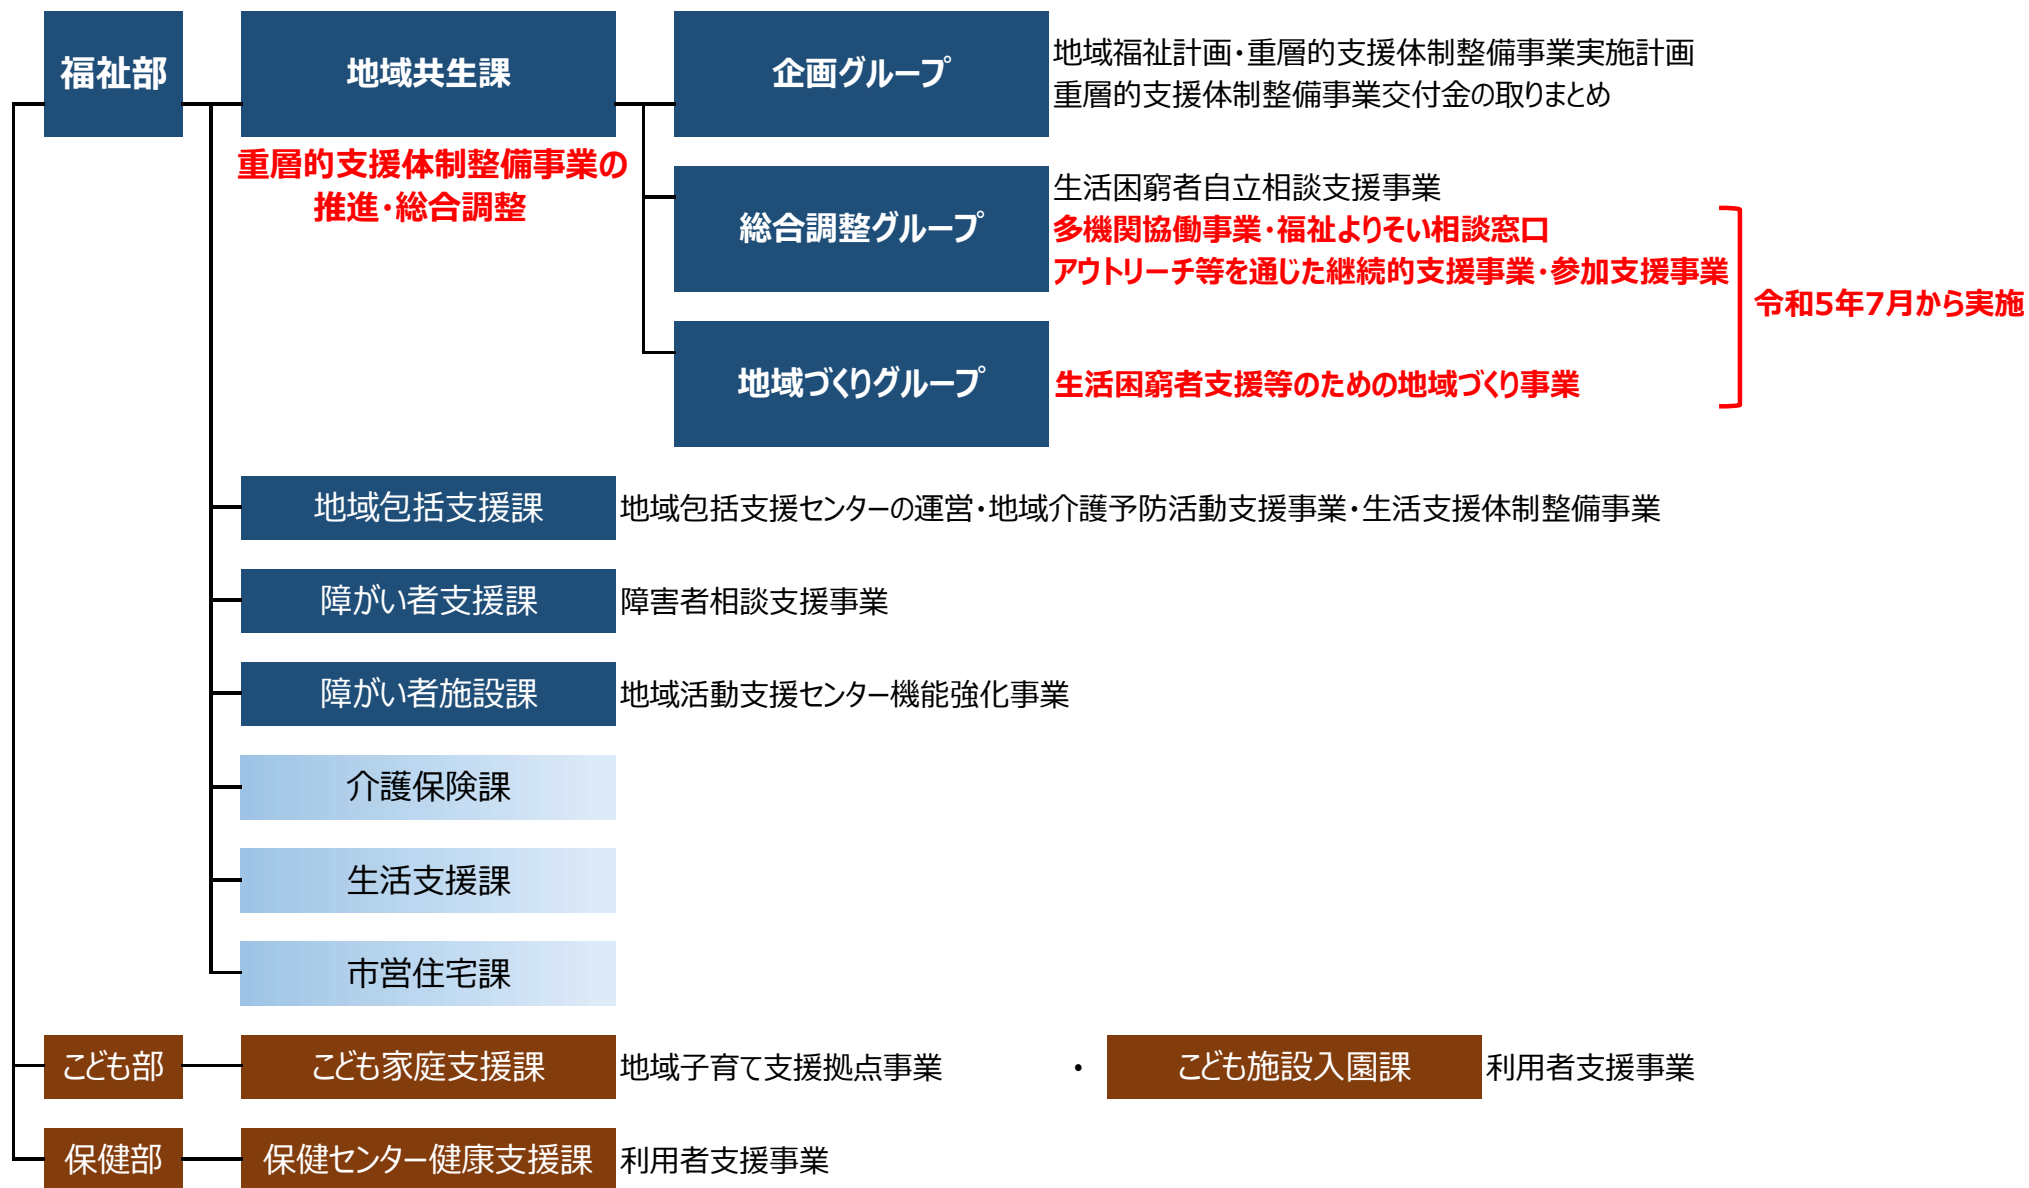 福祉部
地域共生課
重層的支援体制整備事業の
推進・総合調整
企画グループ
地域福祉計画・重層的支援体制整備事業実施計画
重層的支援体制整備事業交付金の取りまとめ
総合調整グループ
生活困窮者自立相談支援事業
多機関協働事業・福祉よりそい相談窓口
アウトリーチ等を通じた継続的支援事業・参加支援事業
地域づくりグループ
生活困窮者支援等のための地域づくり事業
令和5年7月から実施
地域包括支援課
地域包括支援センターの運営・地域介護予防活動支援事業・生活支援体制整備事業
障がい者支援課
障害者相談支援事業
障がい者施設課
地域活動支援センター機能強化事業
介護保険課
生活支援課
市営住宅課
こども部
こども家庭支援課
地域子育て支援拠点事業
・
こども施設入園課
利用者支援事業
保健部
保健センター健康支援課
利用者支援事業